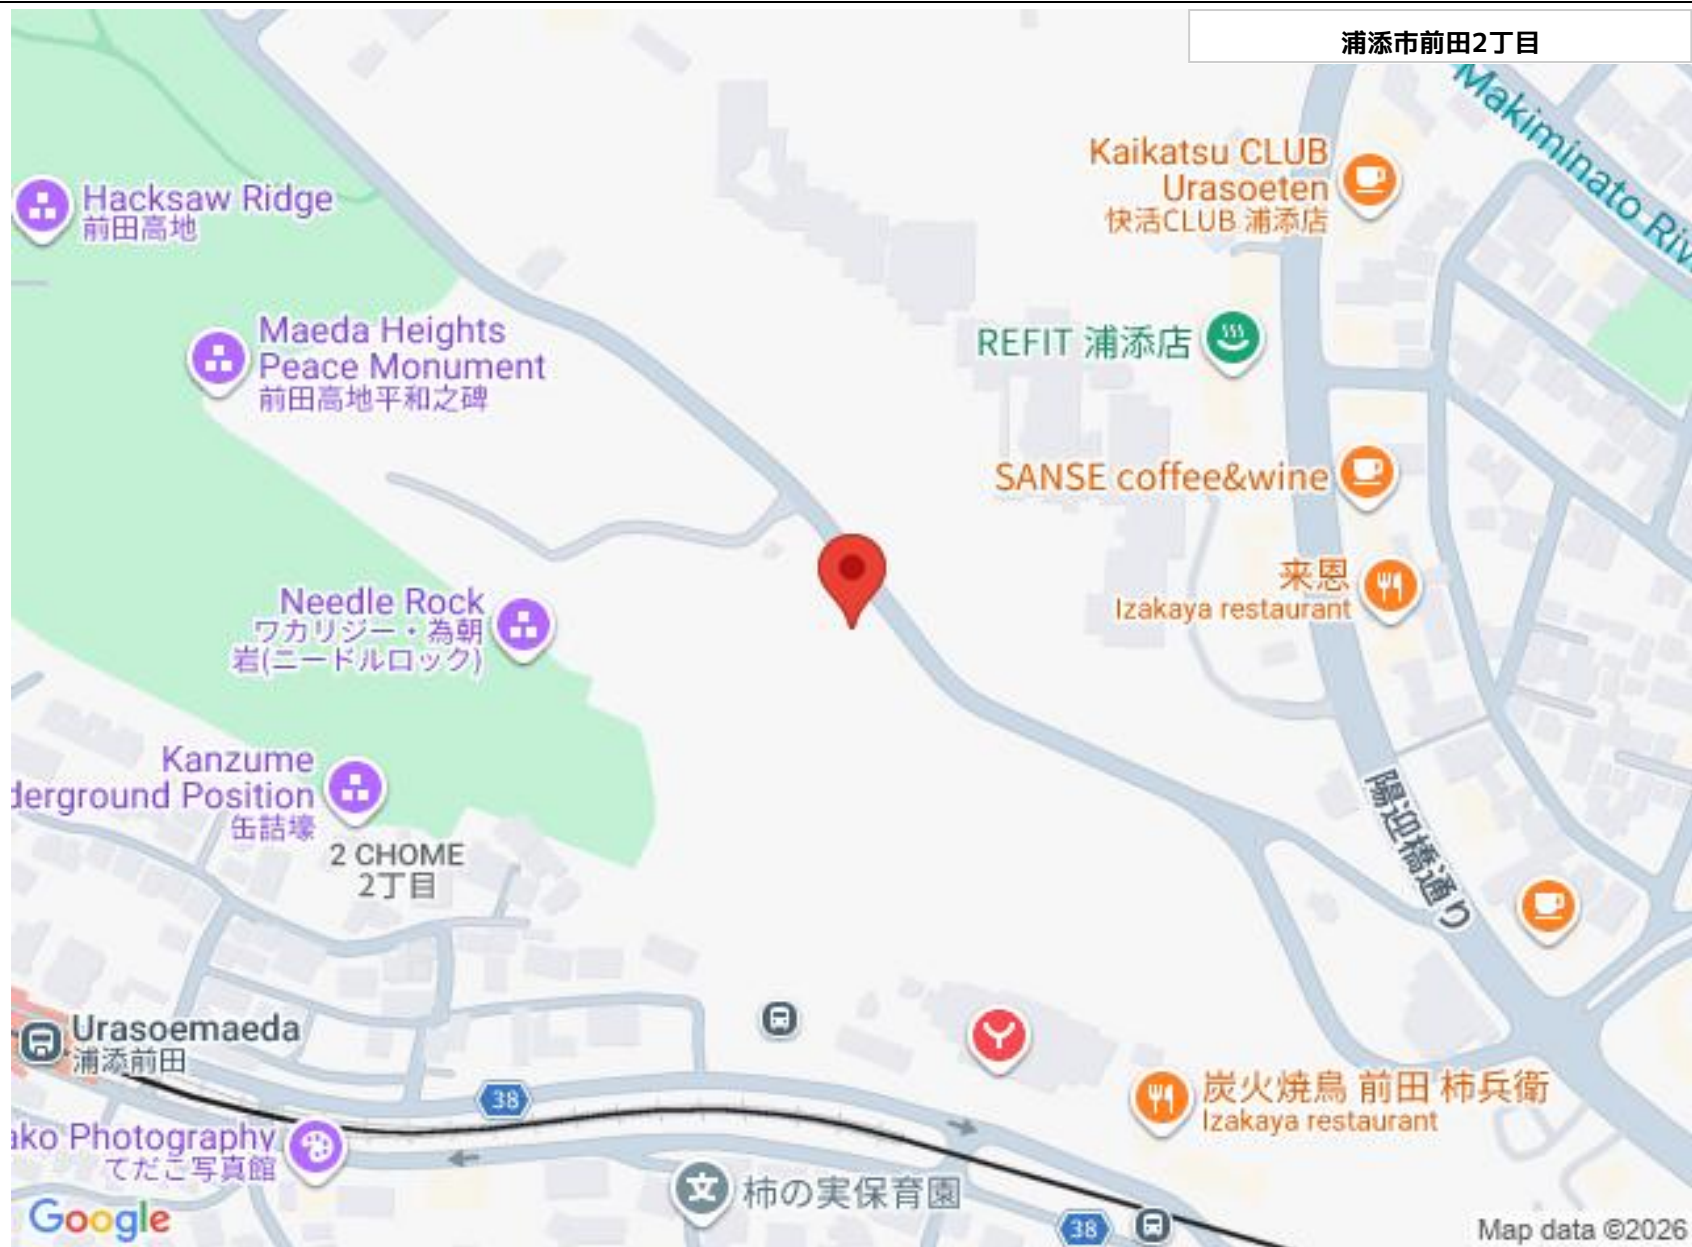 浦添市前田2丁目
Makiminato Riv
Kaikatsu CLUB
Urasoeten
快活CLUB 浦添店
Hacksaw Ridge
前田高地
Maeda Heights
Peace Monument
前田高地平和之碑
REFIT 浦添店
SANSE coffee&wine
来恩
Izakaya restaurant
Needle Rock
ワカリジー・為朝
岩(ニードルロック)
Kanzume
derground Position
缶詰壕
2 CHOME
2丁目
陽迎橋通り
Urasoemaeda
浦添前田
38
炭火焼鳥 前田 柿兵衛
Izakaya restaurant
ako Photography
てだこ写真館
文
柿の実保育園
38
Google
Map data ©2026